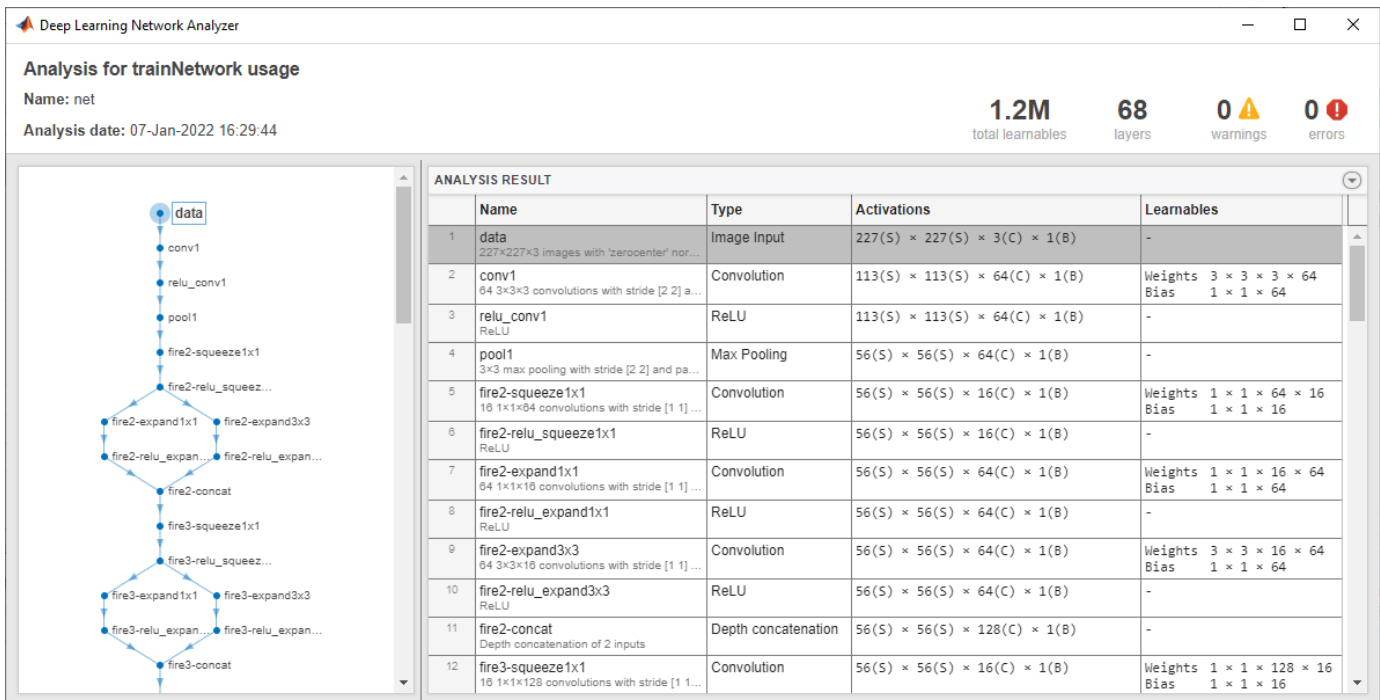 Deep Learning Network Analyzer
Analysis for trainNetwork usage
Name: net
Analysis date: 07-Jan-2022 16:29:44
1.2M
total learnables
68
layers
0
warnings
0
errors
data
conv1
relu_conv1
pool1
fire2-squeeze1x1
fire2-relu_squeez...
fire2-expand1x1 fire2-expand3x3
fire2-relu_expan... fire2-relu_expan...
fire2-concat
fire3-squeeze1x1
fire3-relu_squeez...
fire3-expand1x1 fire3-expand3x3
fire3-relu_expan... fire3-relu_expan...
fire3-concat
ANALYSIS RESULT
Name Type Activations Learnables
1 data Image Input 227(S) × 227(S) × 3(C) × 1(B) -
227×227×3 images with 'zerocenter' nor...
2 conv1 Convolution 113(S) × 113(S) × 64(C) × 1(B) Weights 3 × 3 × 3 × 64
64 3×3×3 convolutions with stride [2 2] a... Bias 1 × 1 × 64
3 relu_conv1 ReLU 113(S) × 113(S) × 64(C) × 1(B) -
ReLU
4 pool1 Max Pooling 56(S) × 56(S) × 64(C) × 1(B) -
3×3 max pooling with stride [2 2] and pa...
5 fire2-squeeze1x1 Convolution 56(S) × 56(S) × 16(C) × 1(B) Weights 1 × 1 × 64 × 16
16 1×1×64 convolutions with stride [1 1] ... Bias 1 × 1 × 16
6 fire2-relu_squeeze1x1 ReLU 56(S) × 56(S) × 16(C) × 1(B) -
ReLU
7 fire2-expand1x1 Convolution 56(S) × 56(S) × 64(C) × 1(B) Weights 1 × 1 × 16 × 64
64 1×1×16 convolutions with stride [1 1] ... Bias 1 × 1 × 64
8 fire2-relu_expand1x1 ReLU 56(S) × 56(S) × 64(C) × 1(B) -
ReLU
9 fire2-expand3x3 Convolution 56(S) × 56(S) × 64(C) × 1(B) Weights 3 × 3 × 16 × 64
64 3×3×16 convolutions with stride [1 1] ... Bias 1 × 1 × 64
10 fire2-relu_expand3x3 ReLU 56(S) × 56(S) × 64(C) × 1(B) -
ReLU
11 fire2-concat Depth concatenation 56(S) × 56(S) × 128(C) × 1(B) -
Depth concatenation of 2 inputs
12 fire3-squeeze1x1 Convolution 56(S) × 56(S) × 16(C) × 1(B) Weights 1 × 1 × 128 × 16
16 1×1×128 convolutions with stride [1 1... Bias 1 × 1 × 16